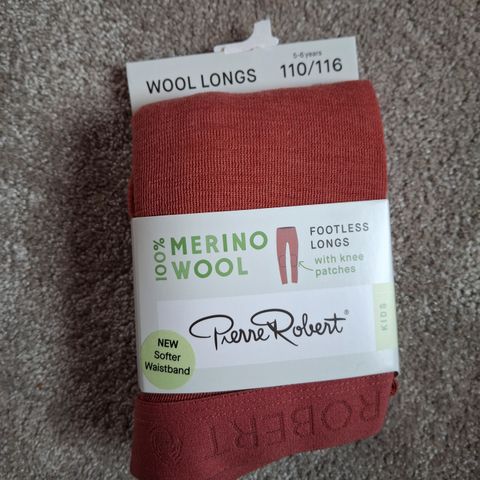 5-6 years
WOOL LONGS 110/116
100% MERINO WOOL
FOOTLESS
LONGS
with knee
patches
Pierre Robert®
KIDS
NEW
Softer
Waistband
ROBERT